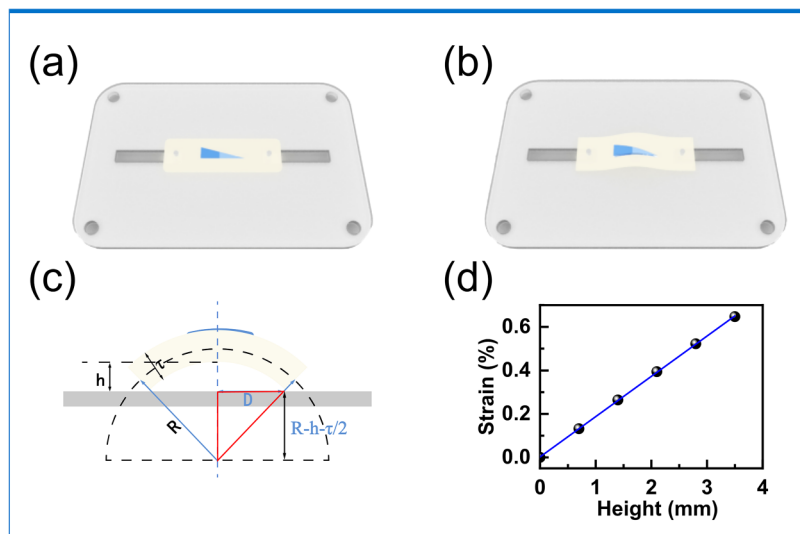 (a)
(b)
(c)
h
τ
D
R
R-h-τ/2
(d)
Strain (%)
0.6
0.4
0.2
0.0
0 1 2 3 4
Height (mm)